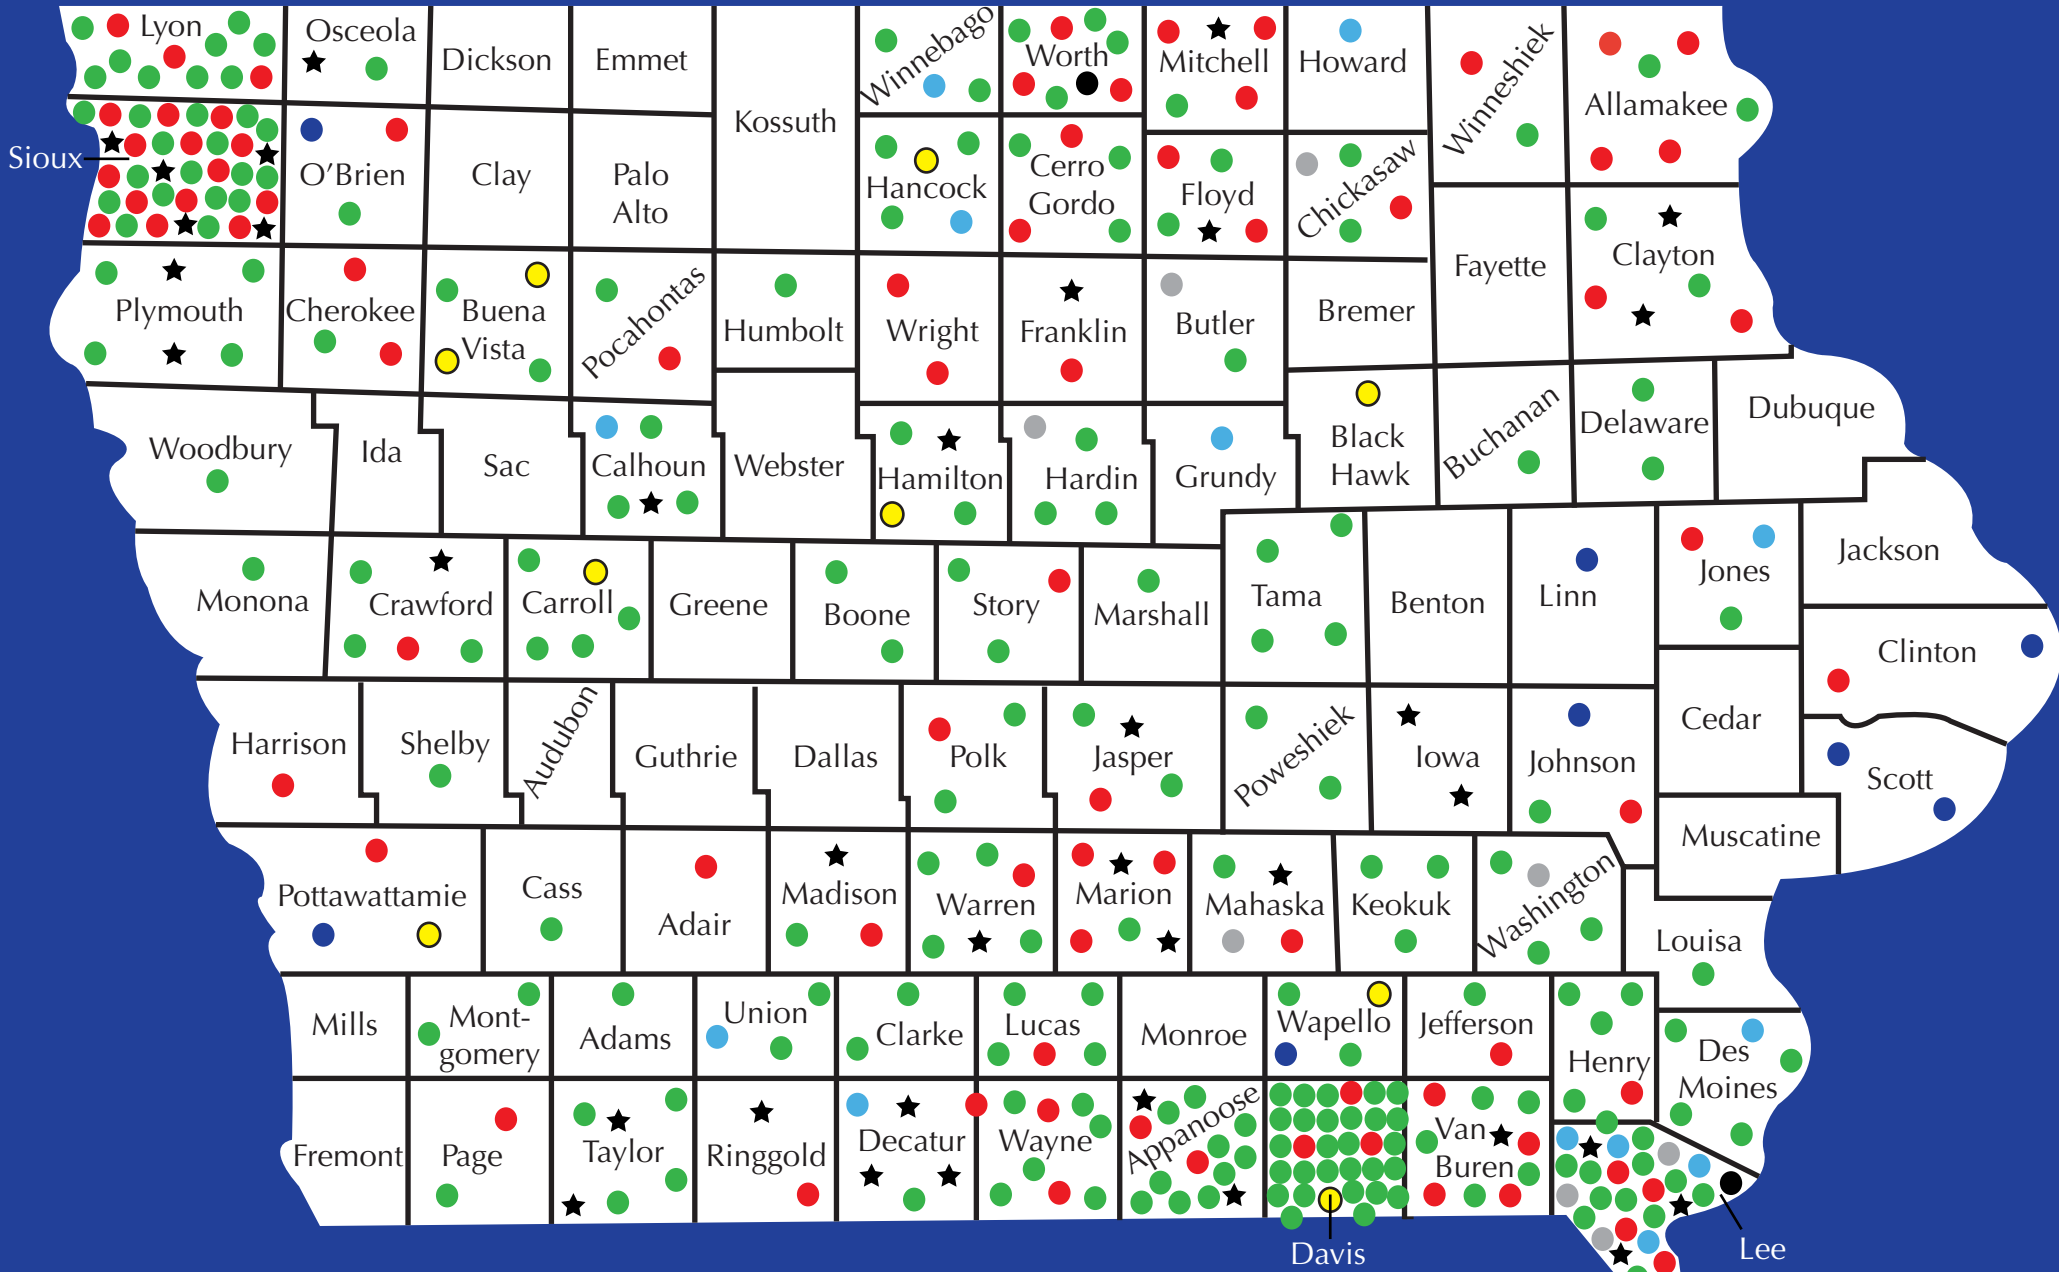 Lyon
Osceola
Dickson
Emmet
Kossuth
Winnebago
Worth
Mitchell
Howard
Winneshiek
Allamakee
Sioux
O'Brien
Clay
Palo
Alto
Hancock
Cerro
Gordo
Floyd
Chickasaw
Fayette
Clayton
Plymouth
Cherokee
Buena
Vista
Pocahontas
Humbolt
Wright
Franklin
Butler
Bremer
Woodbury
Ida
Sac
Calhoun
Webster
Hamilton
Hardin
Grundy
Black
Hawk
Buchanan
Delaware
Dubuque
Monona
Crawford
Carroll
Greene
Boone
Story
Marshall
Tama
Benton
Linn
Jones
Jackson
Clinton
Harrison
Shelby
Audubon
Guthrie
Dallas
Polk
Jasper
Poweshiek
Iowa
Johnson
Cedar
Scott
Muscatine
Pottawattamie
Cass
Adair
Madison
Warren
Marion
Mahaska
Keokuk
Washington
Louisa
Mills
Mont-
gomery
Adams
Union
Clarke
Lucas
Monroe
Wapello
Jefferson
Henry
Des
Moines
Fremont
Page
Taylor
Ringgold
Decatur
Wayne
Appanoose
Davis
Van
Buren
Lee